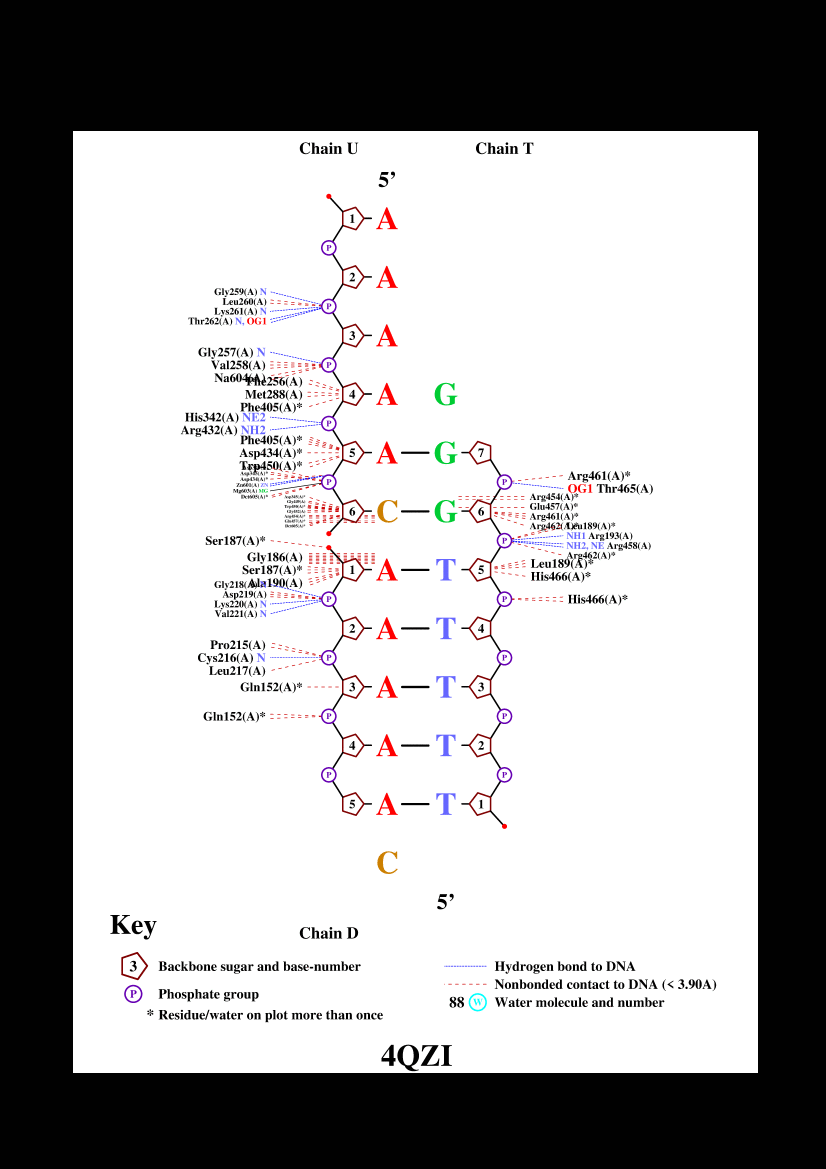 Chain U Chain T
5’
1 A
P
2 A
Gly259(A) N
Leu260(A)
Lys261(A) N
Thr262(A) N, OG1
P
3 A
Gly257(A) N
Val258(A)
Na604(A)
P
Phe256(A)
Met288(A)
Phe405(A)*
4 A G
His342(A) NE2
Arg432(A) NH2
P
Phe405(A)*
Asp434(A)*
Trp450(A)*
5 A G 7
Zn601(A) ZN
Mg603(A) MG
P P
Arg461(A)*
OG1 Thr465(A)
6 C G 6
Arg454(A)*
Glu457(A)*
Arg461(A)*
Arg462(A)*
Leu189(A)*
NH1 Arg193(A)
NH2, NE Arg458(A)
Arg462(A)*
P
Ser187(A)*
Gly186(A)
Ser187(A)*
Ala190(A)
1 A T 5
Leu189(A)*
His466(A)*
Gly218(A)
Asp219(A)
Lys220(A) N
Val221(A) N
P P
His466(A)*
2 A T 4
Pro215(A)
Cys216(A) N
Leu217(A)
P P
Gln152(A)*
3 A T 3
Gln152(A)*
P P
4 A T 2
P P
5 A T 1
C
5’
Key
Chain D
3 Backbone sugar and base-number
P Phosphate group
* Residue/water on plot more than once
Hydrogen bond to DNA
Nonbonded contact to DNA (< 3.90A)
88 W Water molecule and number
4QZI